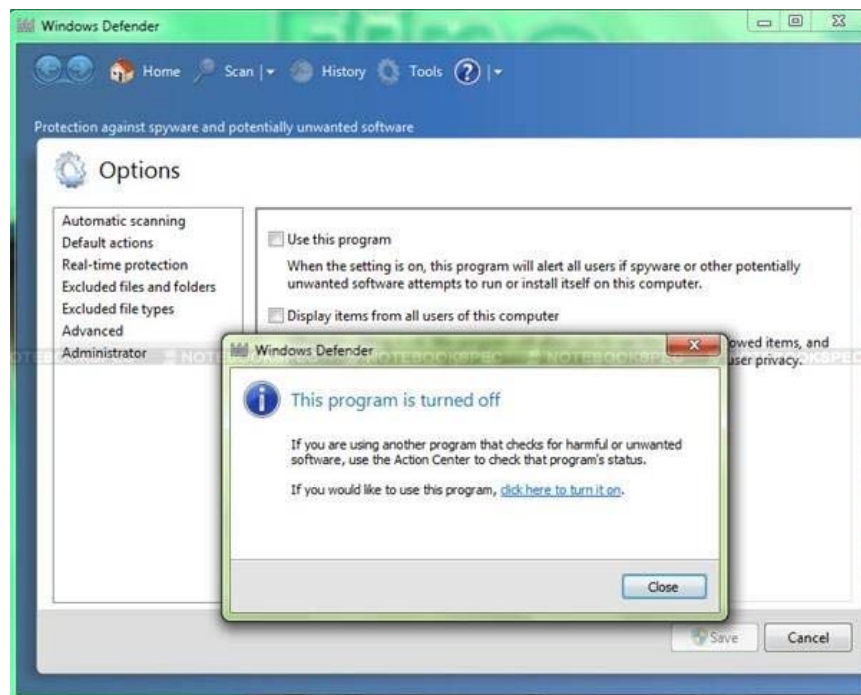 Windows Defender
Home Scan History Tools
Protection against spyware and potentially unwanted software
Options
Automatic scanning
Default actions
Real-time protection
Excluded files and folders
Excluded file types
Advanced
Administrator
Use this program
When the setting is on, this program will alert all users if spyware or other potentially
unwanted software attempts to run or install itself on this computer.
Display items from all users of this computer
owed items, and
user privacy.
NOTEBOOKSPEC
Windows Defender
This program is turned off
If you are using another program that checks for harmful or unwanted
software, use the Action Center to check that program's status.
If you would like to use this program, click here to turn it on.
Close
Save Cancel